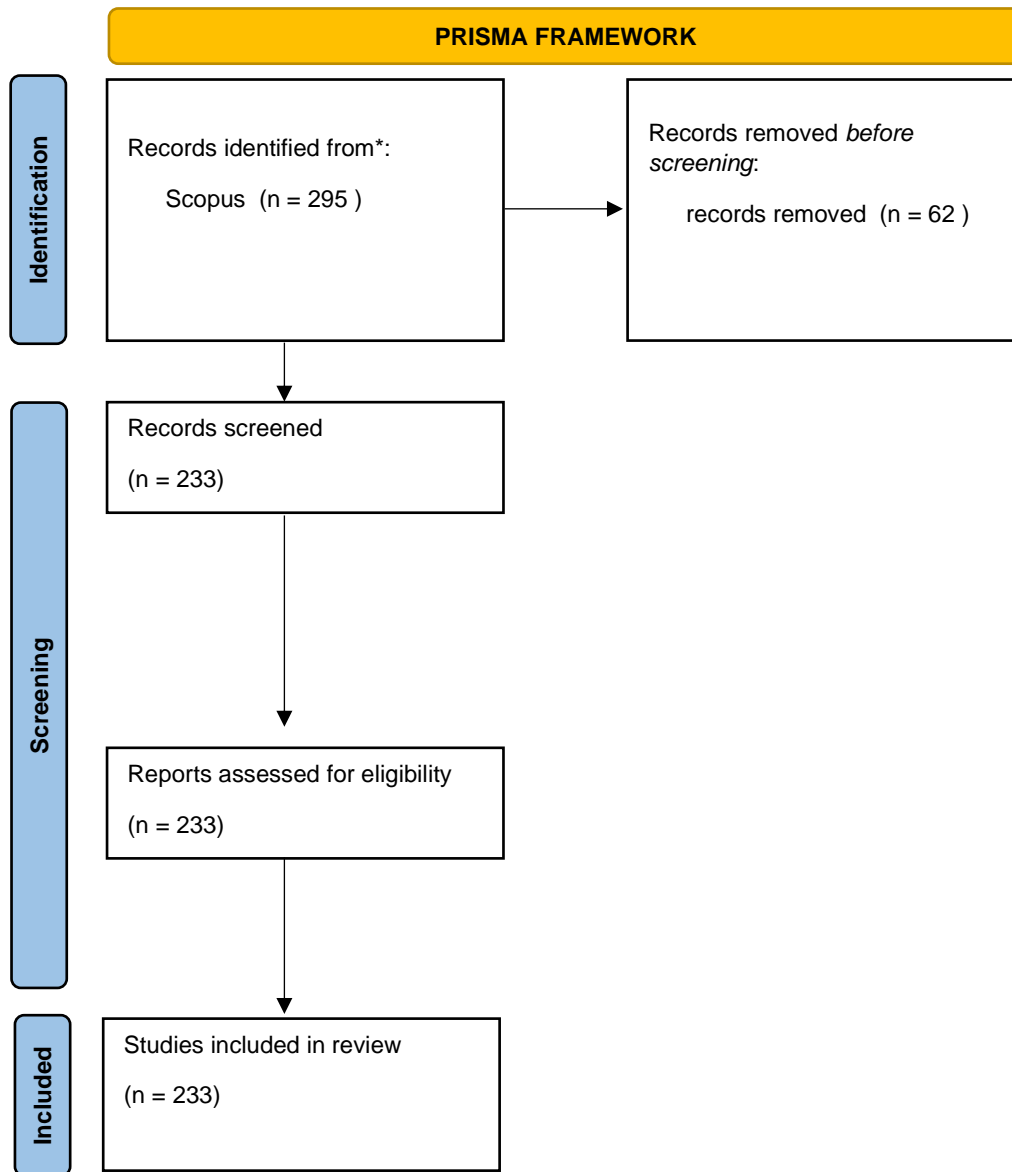 PRISMA FRAMEWORK
Identification
Records identified from*:
Scopus (n = 295 )
Records removed before
screening:
records removed (n = 62 )
Screening
Records screened
(n = 233)
Reports assessed for eligibility
(n = 233)
Included
Studies included in review
(n = 233)